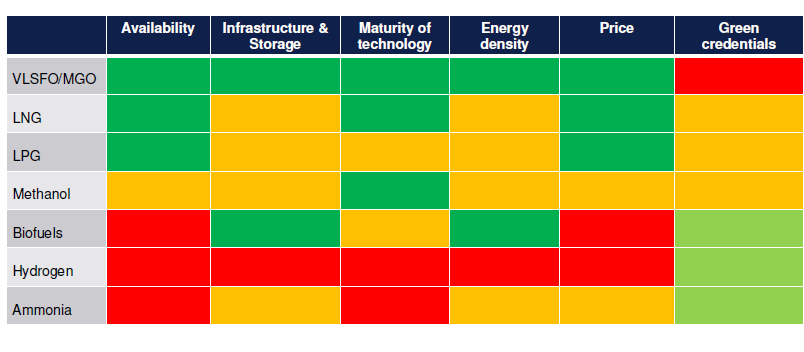 Availability
Infrastructure &
Storage
Maturity of
technology
Energy
density
Price
Green
credentials
VLSFO/MGO
LNG
LPG
Methanol
Biofuels
Hydrogen
Ammonia